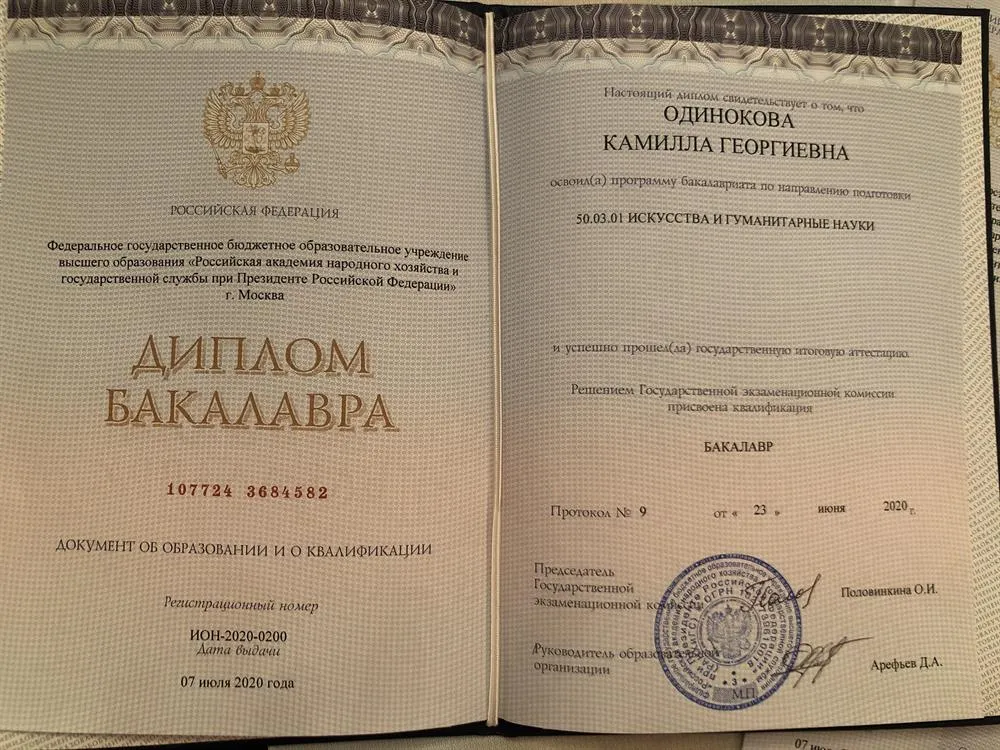 РОССИЙСКАЯ ФЕДЕРАЦИЯ
Федеральное государственное бюджетное образовательное учреждение
высшего образования «Российская академия народного хозяйства и
государственной службы при Президенте Российской Федерации»
г. Москва
ДИПЛОМ
БАКАЛАВРА
107724 3684582
ДОКУМЕНТ ОБ ОБРАЗОВАНИИ И О КВАЛИФИКАЦИИ
Регистрационный номер
ИОН-2020-0200
Дата выдачи
07 июля 2020 года
Настоящий диплом свидетельствует о том, что
ОДИНОКОВА
КАМИЛЛА ГЕОРГИЕВНА
освоил(а) программу бакалавриата по направлению подготовки
50.03.01 ИСКУССТВА И ГУМАНИТАРНЫЕ НАУКИ
и успешно прошел(ла) государственную итоговую аттестацию.
Решением Государственной экзаменационной комиссии
присвоена квалификация
БАКАЛАВР
Протокол № 9 от « 23 » июня 2020 г.
Председатель
Государственной
экзаменационной комиссии
Половинкина О.И.
Руководитель образовательной
организации
Арефьев Д.А.
М.П.